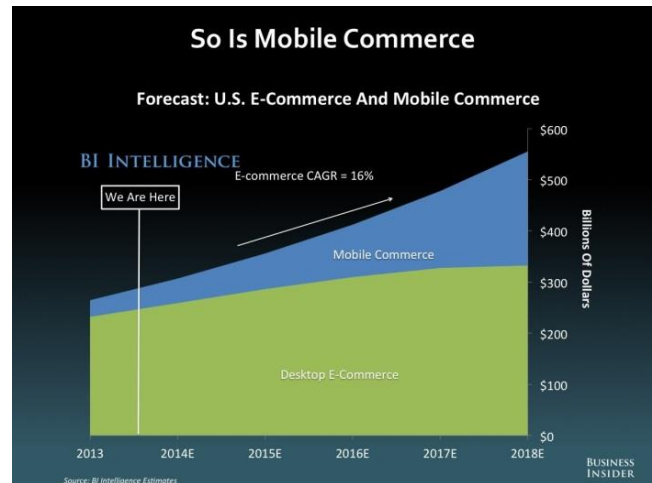 So Is Mobile Commerce
Forecast: U.S. E-Commerce And Mobile Commerce
$600
BI INTELLIGENCE
E-commerce CAGR = 16%
$500
We Are Here
$400
Mobile Commerce
Billions Of Dollars
$300
$200
Desktop E-Commerce
$100
$0
2013 2014E 2015E 2016E 2017E 2018E
Source: BI Intelligence Estimates
BUSINESS
INSIDER